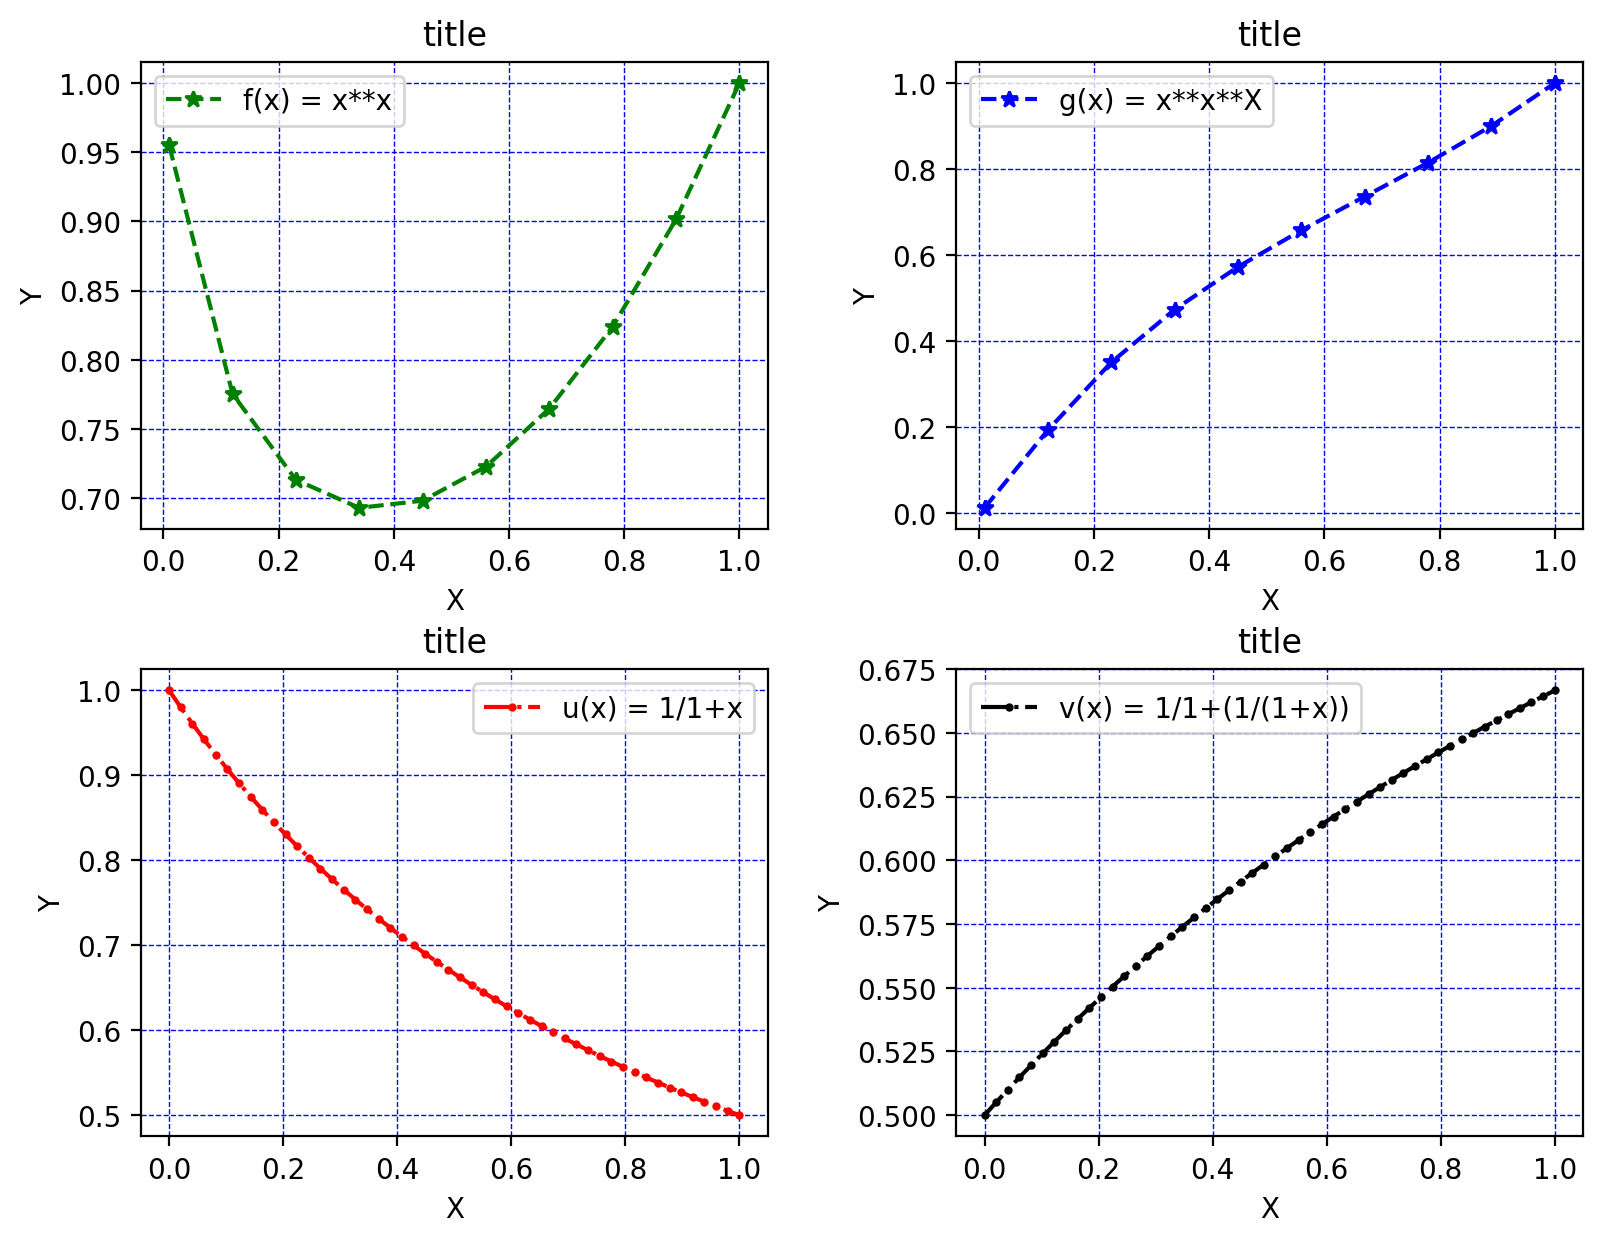 title
1.00
0.95
0.90
0.85
0.80
0.75
0.70
Y
f(x) = x**x
0.0 0.2 0.4 0.6 0.8 1.0
X
title
1.0
0.8
0.6
0.4
0.2
0.0
Y
g(x) = x**x**X
0.0 0.2 0.4 0.6 0.8 1.0
X
title
1.0
0.9
0.8
0.7
0.6
0.5
Y
u(x) = 1/1+x
0.0 0.2 0.4 0.6 0.8 1.0
X
title
0.675
0.650
0.625
0.600
0.575
0.550
0.525
0.500
Y
v(x) = 1/1+(1/(1+x))
0.0 0.2 0.4 0.6 0.8 1.0
X